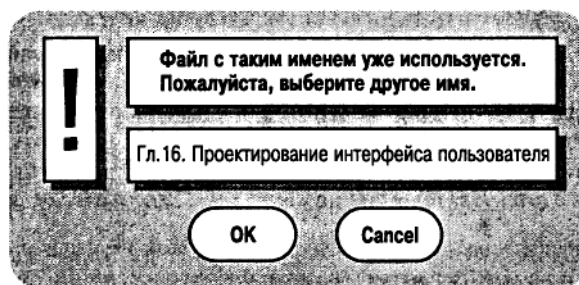 !
Файл с таким именем уже используется.
Пожалуйста, выберите другое имя.
Гл.16. Проектирование интерфейса пользователя
OK
Cancel